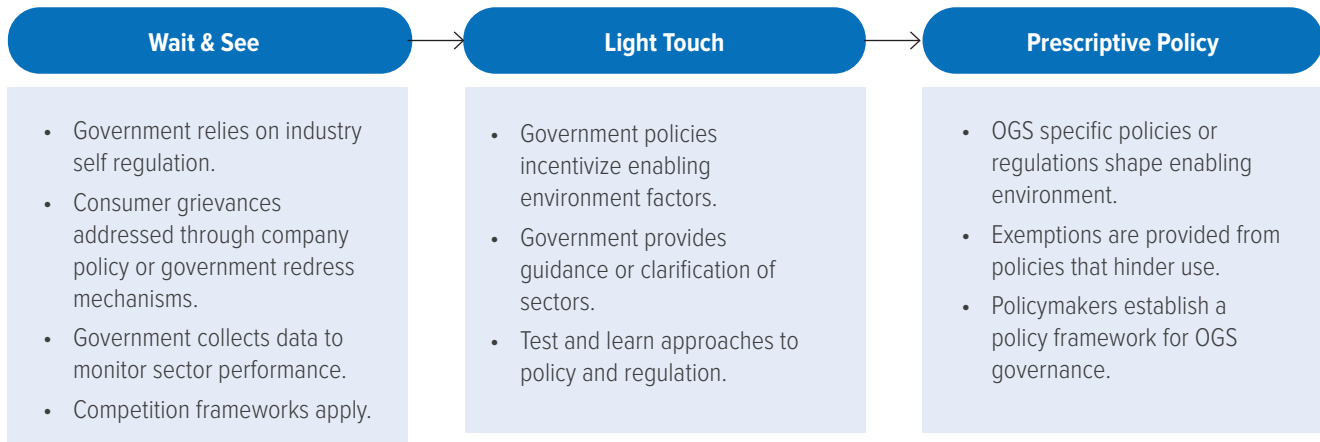 Wait & See
• Government relies on industry
self regulation.
• Consumer grievances
addressed through company
policy or government redress
mechanisms.
• Government collects data to
monitor sector performance.
• Competition frameworks apply.
Light Touch
• Government policies
incentivize enabling
environment factors.
• Government provides
guidance or clarification of
sectors.
• Test and learn approaches to
policy and regulation.
Prescriptive Policy
• OGS specific policies or
regulations shape enabling
environment.
• Exemptions are provided from
policies that hinder use.
• Policymakers establish a
policy framework for OGS
governance.